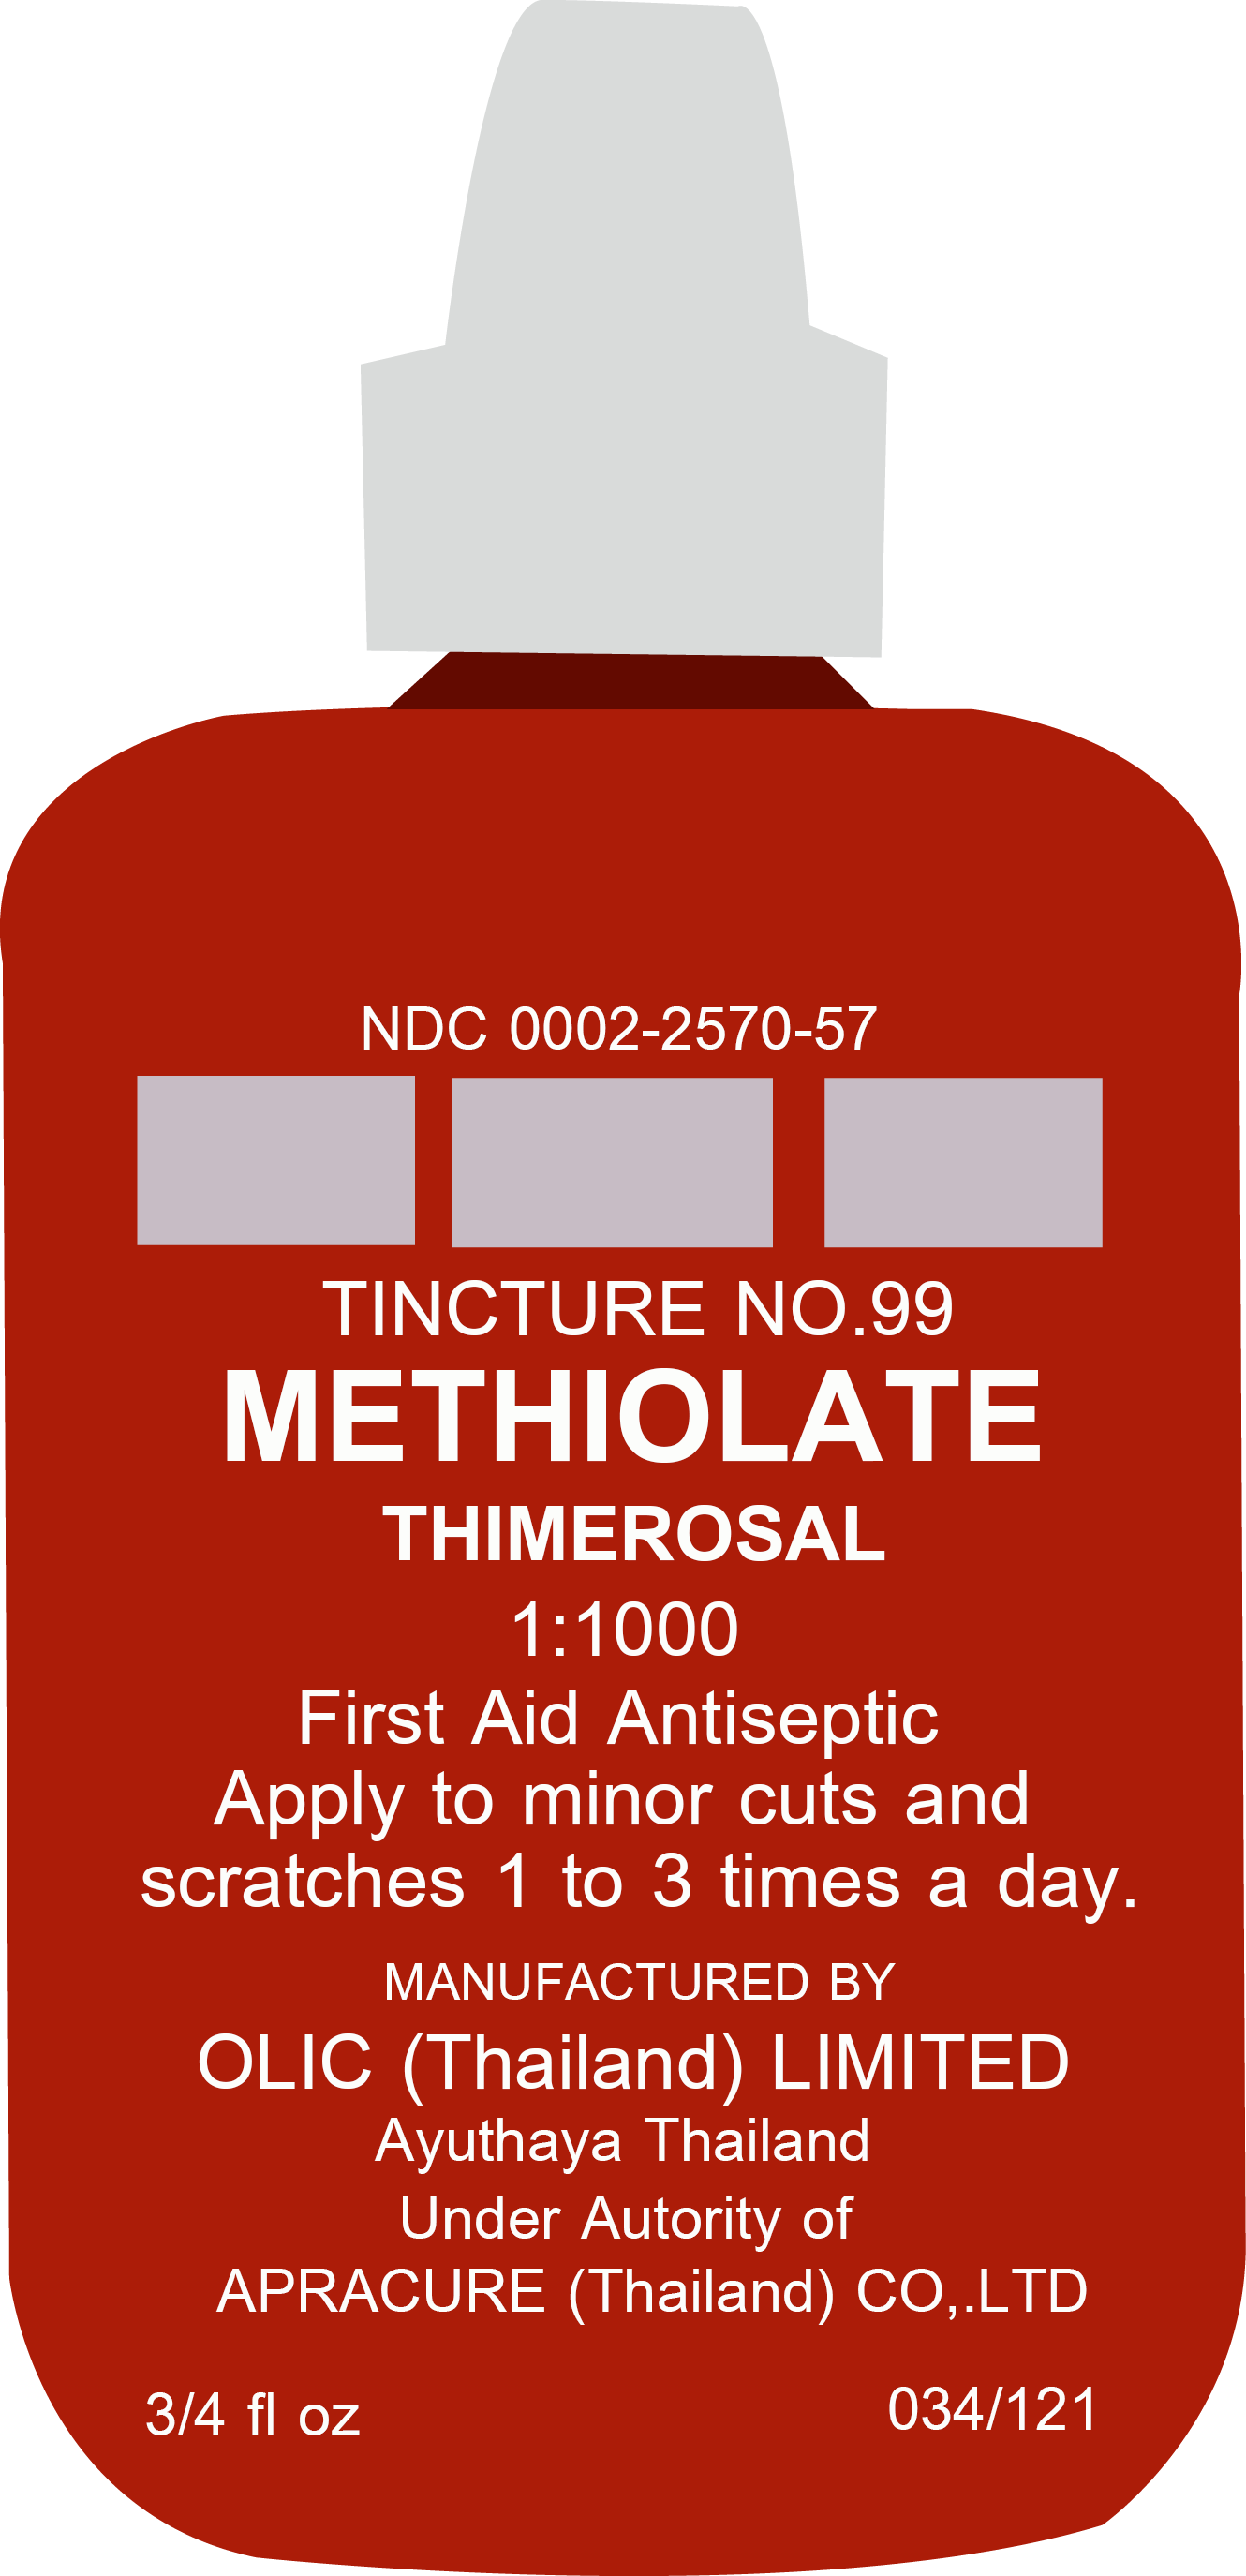 NDC 0002-2570-57
TINCTURE NO.99
METHIOLATE
THIMEROSAL
1:1000
First Aid Antiseptic
Apply to minor cuts and
scratches 1 to 3 times a day.
MANUFACTURED BY
OLIC (Thailand) LIMITED
Ayuthaya Thailand
Under Autority of
APRACURE (Thailand) CO,.LTD
3/4 fl oz
034/121